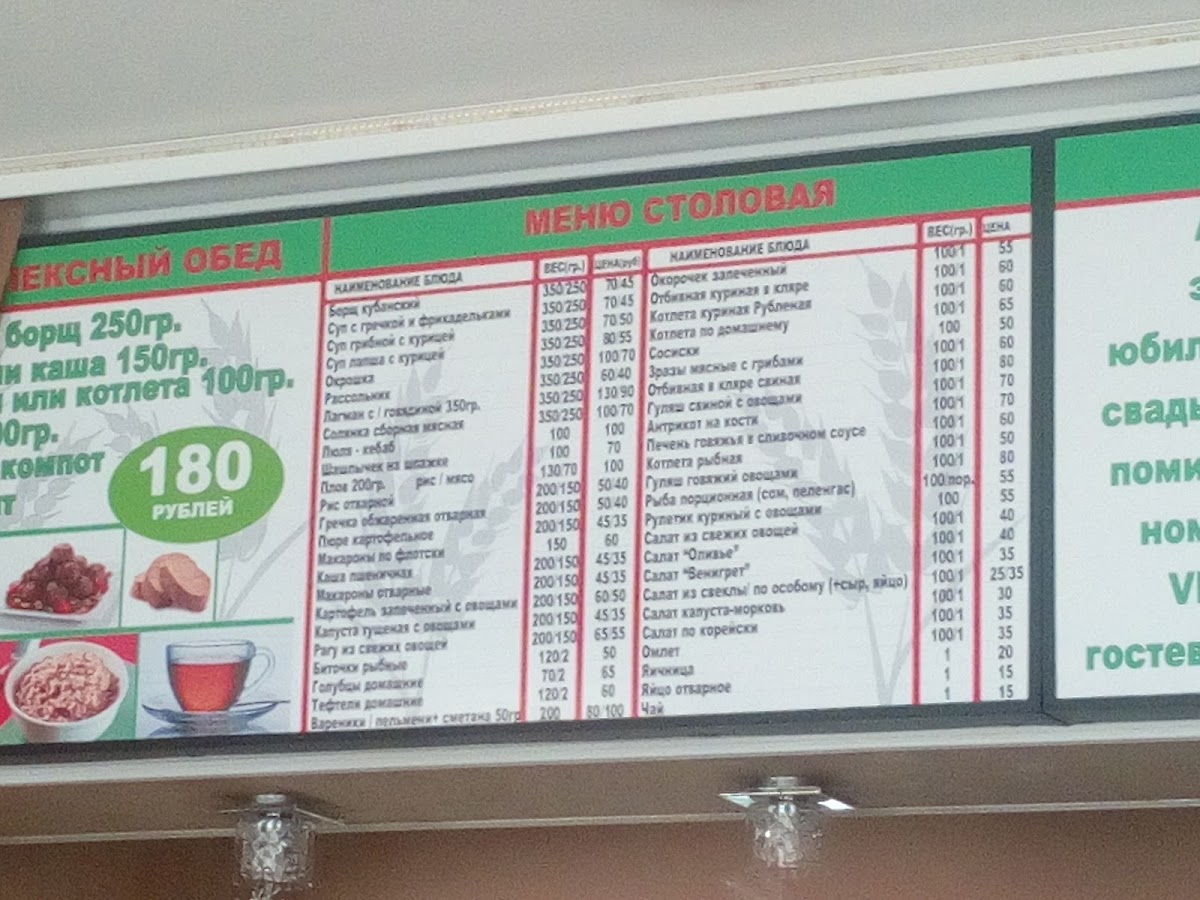 ЛЕКСНЫЙ ОБЕД
борщ 250гр.
ли каша 150гр.
или котлета 100гр.
00гр.
компот
180
РУБЛЕЙ
МЕНЮ СТОЛОВАЯ
НАИМЕНОВАНИЕ БЛЮДА ВЕС(гр.) ЦЕНА(руб)
Борщ кубанский 350/250 70/45
Суп с гречкой и фрикадельками 350/250 70/45
Суп грибной с курицей 350/250 70/50
Суп лапша с курицей 350/250 80/55
Окрошка 350/250 100/70
Рассольник 350/250 60/40
Лагман с / говядиной 350гр. 350/250 130/90
Солянка сборная мясная 350/250 100/70
Люля - кебаб 100 100
Шашлычек на шпажке 100 70
Плов 200гр. рис / мясо 130/70 100
Рис отварной 200/150 50/40
Гречка обжаренная отварная 200/150 50/40
Пюре картофельное 200/150 45/35
Макароны по флотски 150 60
Каша пшеничная 200/150 45/35
Макароны отварные 200/150 45/35
Картофель запеченный с овощами 200/150 60/50
Капуста тушеная с овощами 200/150 45/35
Рагу из свежих овощей 200/150 65/55
Биточки рыбные 120/2 50
Голубцы домашние 70/2 65
Тефтели домашние 120/2 60
Вареники / пельмени+ сметана 50гр 200 80/100
НАИМЕНОВАНИЕ БЛЮДА ВЕС(гр.) ЦЕНА
Окорочек запеченный 100/1 55
Отбивная куриная в кляре 100/1 60
Котлета куриная Рубленая 100/1 60
Котлета по домашнему 100/1 65
Сосиски 100 50
Зразы мясные с грибами 100/1 60
Отбивная в кляре свиная 100/1 80
Гуляш свиной с овощами 100/1 70
Антрикот на кости 100/1 70
Печень говяжья в сливочном соусе 100/1 60
Котлета рыбная 100/1 50
Гуляш говяжий овощами 100/1 80
Рыба порционная (сом, пеленгас) 100/пор. 55
Рулетик куриный с овощами 100 55
Салат из свежих овощей 100/1 40
Салат "Оливье" 100/1 40
Салат "Венигрет" 100/1 35
Салат из свеклы/ по особому (+сыр, яйцо) 100/1 25/35
Салат капуста-морковь 100/1 30
Салат по корейски 100/1 35
Омлет 100/1 35
Яичница 1 20
Яйцо отварное 1 15
Чай 1 15
юбил
свадь
поми
ном
VI
гостев